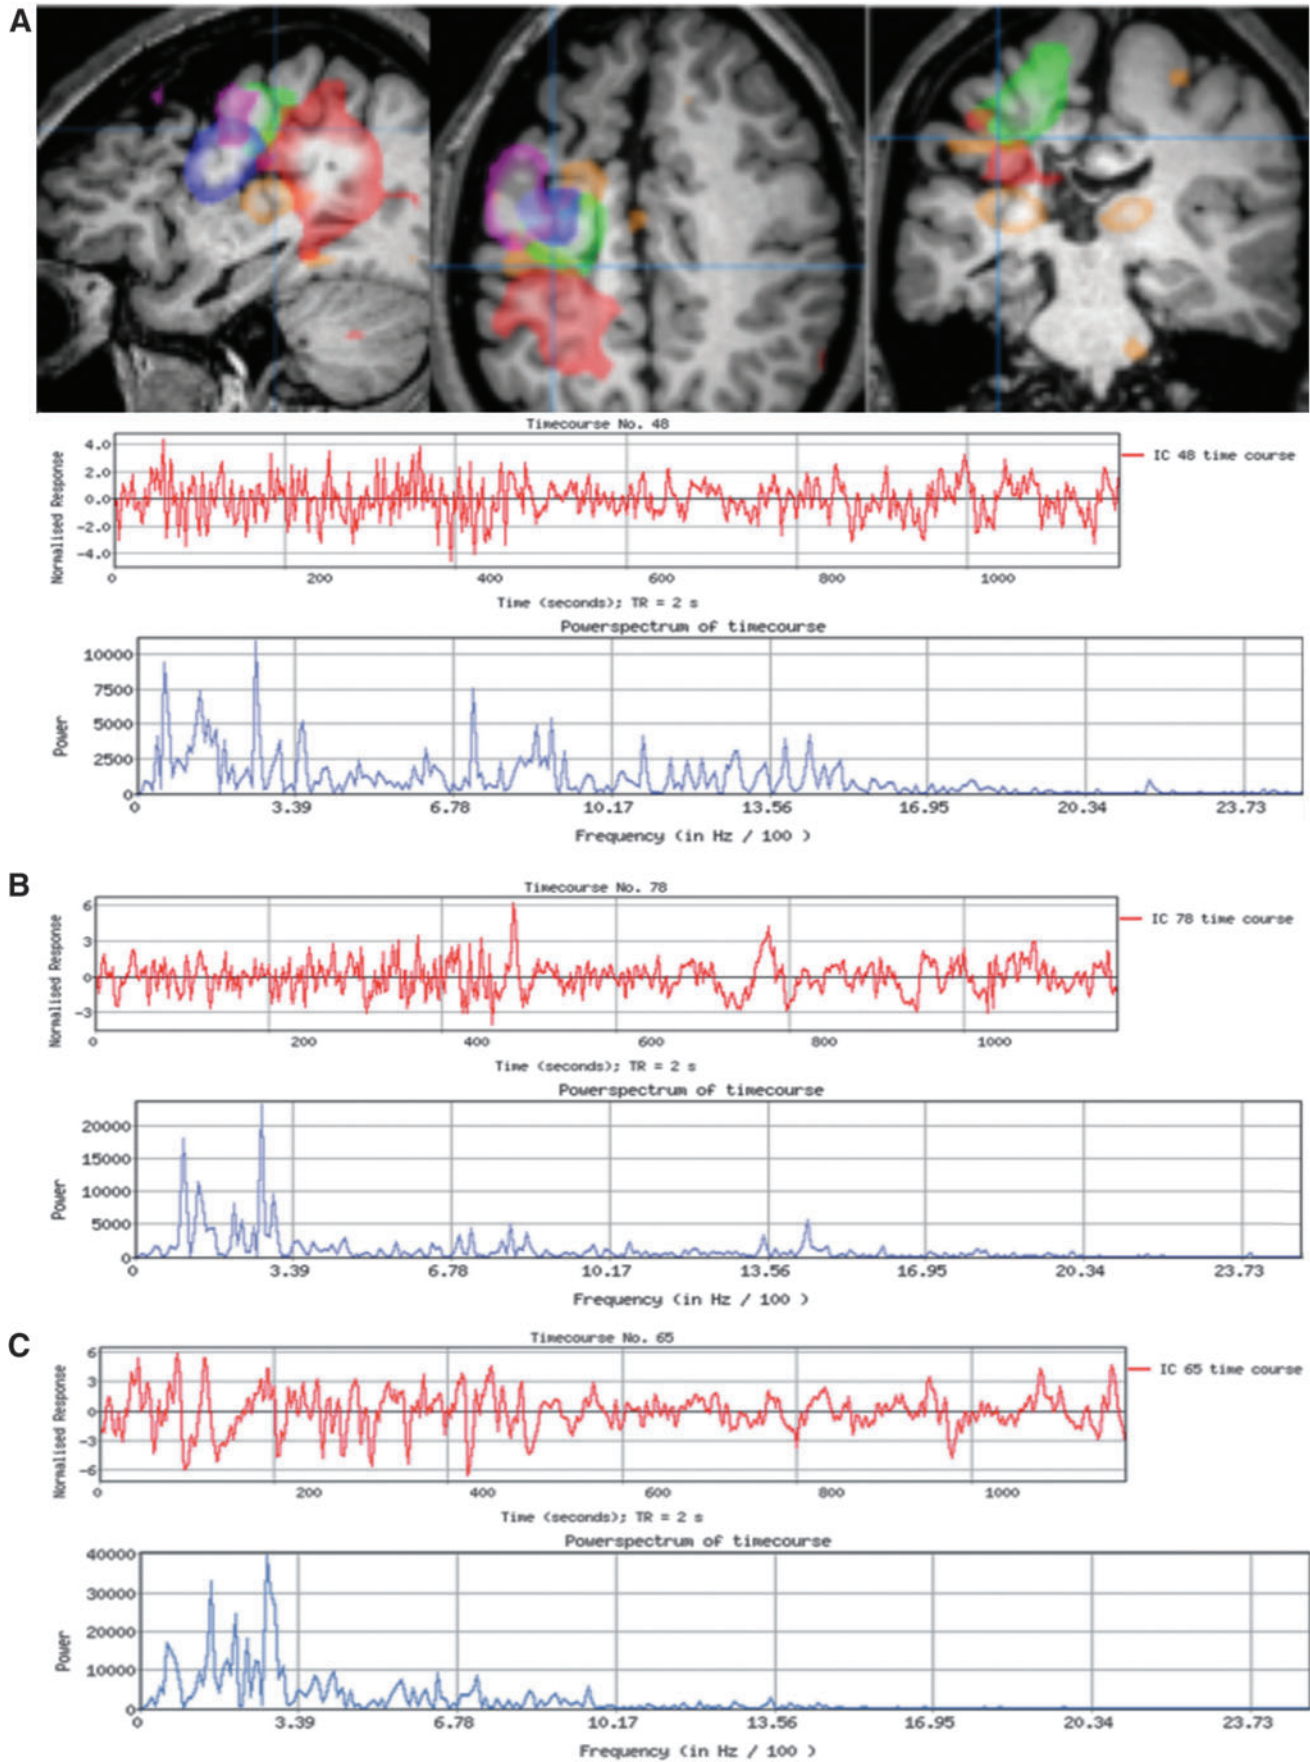 A
Timecourse No. 48
Normalised Response
4.0
2.0
0.0
-2.0
-4.0
0 200 400 600 800 1000
Time (seconds); TR = 2 s
IC 48 time course
Powerspectrum of timecourse
Power
10000
7500
5000
2500
0
0 3.39 6.78 10.17 13.56 16.95 20.34 23.73
Frequency (in Hz / 100 )
B
Timecourse No. 78
Normalised Response
6
3
0
-3
0 200 400 600 800 1000
Time (seconds); TR = 2 s
IC 78 time course
Powerspectrum of timecourse
Power
20000
15000
10000
5000
0
0 3.39 6.78 10.17 13.56 16.95 20.34 23.73
Frequency (in Hz / 100 )
C
Timecourse No. 65
Normalised Response
6
3
0
-3
-6
0 200 400 600 800 1000
Time (seconds); TR = 2 s
IC 65 time course
Powerspectrum of timecourse
Power
40000
30000
20000
10000
0
0 3.39 6.78 10.17 13.56 16.95 20.34 23.73
Frequency (in Hz / 100 )